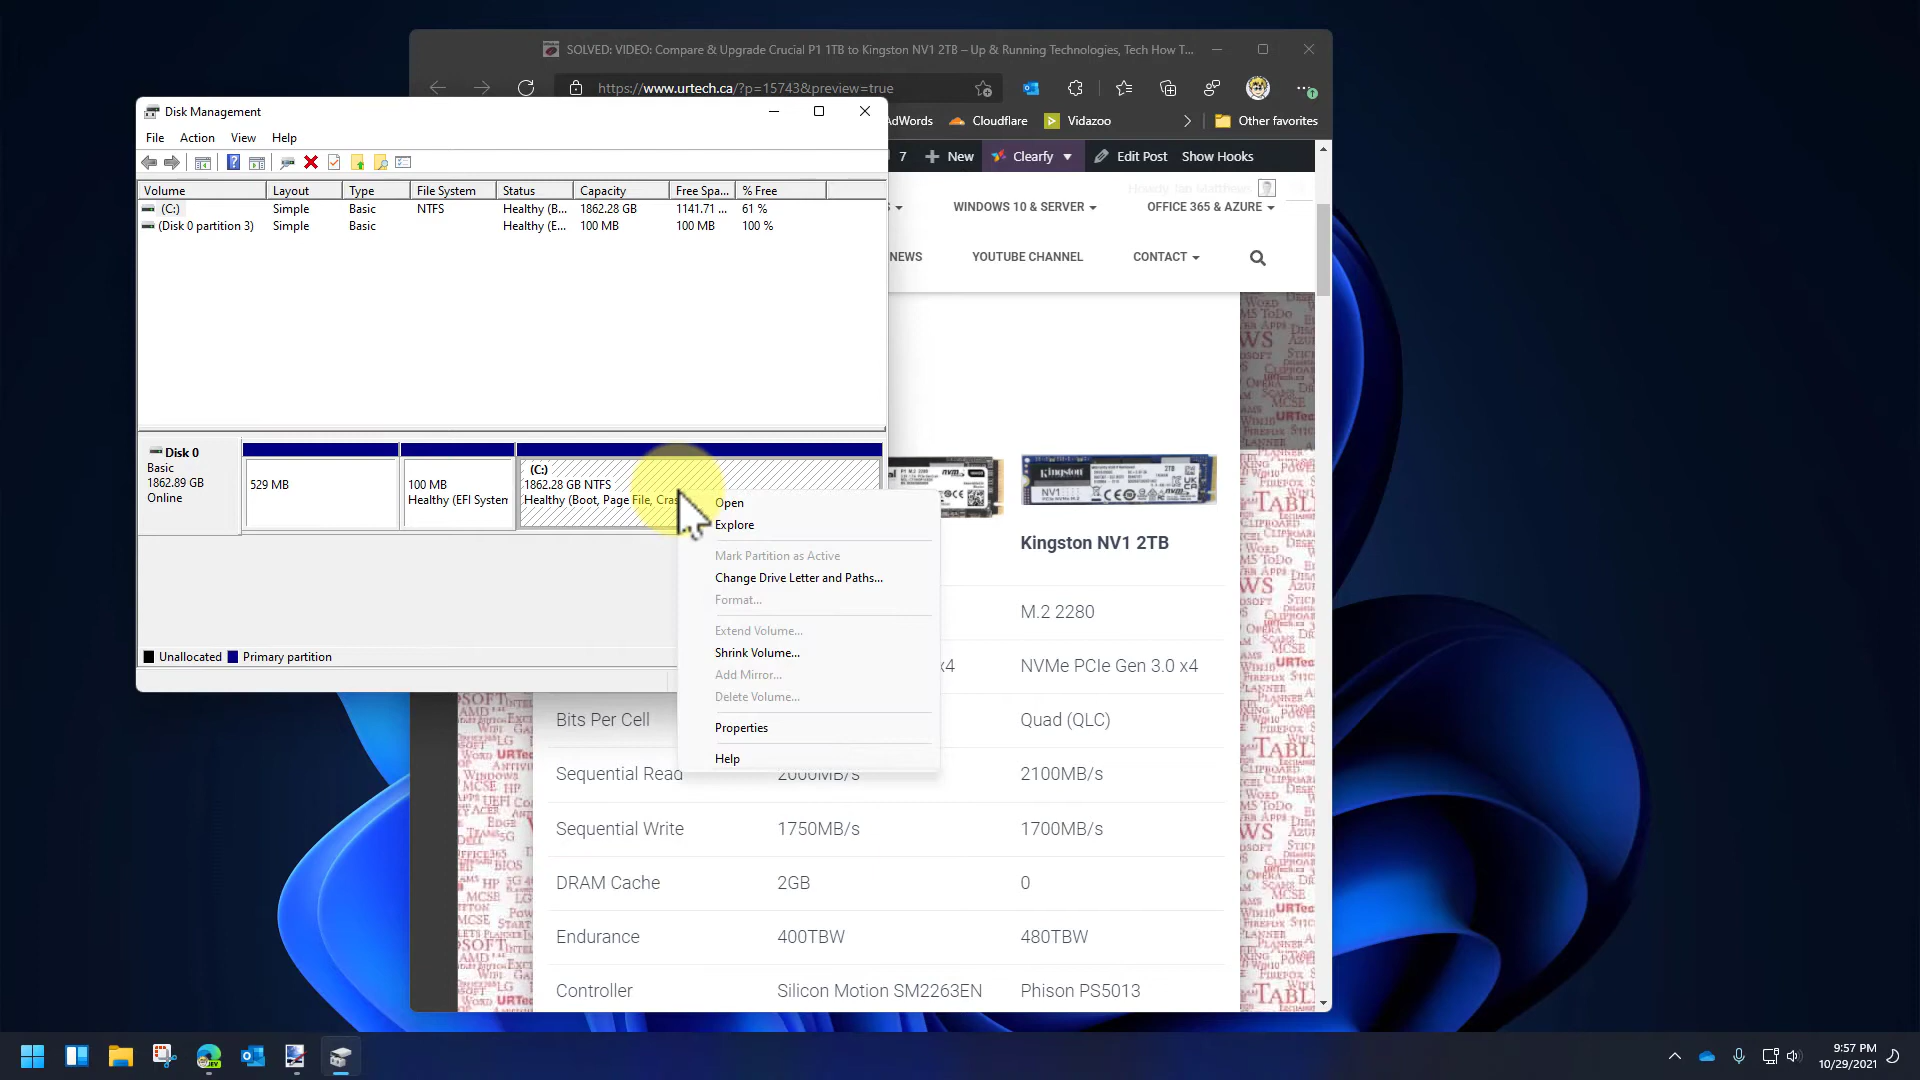 SOLVED: VIDEO: Compare & Upgrade Crucial P1 1TB to Kingston NV1 2TB – Up & Running Technologies, Tech How T...
https://www.urtech.ca/?p=15743&preview=true
AdWords Cloudflare Vidazoo Other favorites
7 New Clearfy Edit Post Show Hooks
Howdy, Ian Matthews
WINDOWS 10 & SERVER OFFICE 365 & AZURE
NEWS YOUTUBE CHANNEL CONTACT
Disk Management
File Action View Help
Volume Layout Type File System Status Capacity Free Spa... % Free
(C:) Simple Basic NTFS Healthy (B... 1862.28 GB 1141.71 ... 61 %
(Disk 0 partition 3) Simple Basic Healthy (E... 100 MB 100 MB 100 %
Disk 0
Basic
1862.89 GB
Online
529 MB
100 MB
Healthy (EFI System
(C:)
1862.28 GB NTFS
Healthy (Boot, Page File, Cras
Unallocated Primary partition
Open
Explore
Mark Partition as Active
Change Drive Letter and Paths...
Format...
Extend Volume...
Shrink Volume...
Add Mirror...
Delete Volume...
Properties
Help
Kingston
NV1
2TB
Kingston NV1 2TB
M.2 2280
x4 NVMe PCIe Gen 3.0 x4
Bits Per Cell Quad (QLC)
Sequential Read 2000MB/s 2100MB/s
Sequential Write 1750MB/s 1700MB/s
DRAM Cache 2GB 0
Endurance 400TBW 480TBW
Controller Silicon Motion SM2263EN Phison PS5013
9:57 PM
10/29/2021